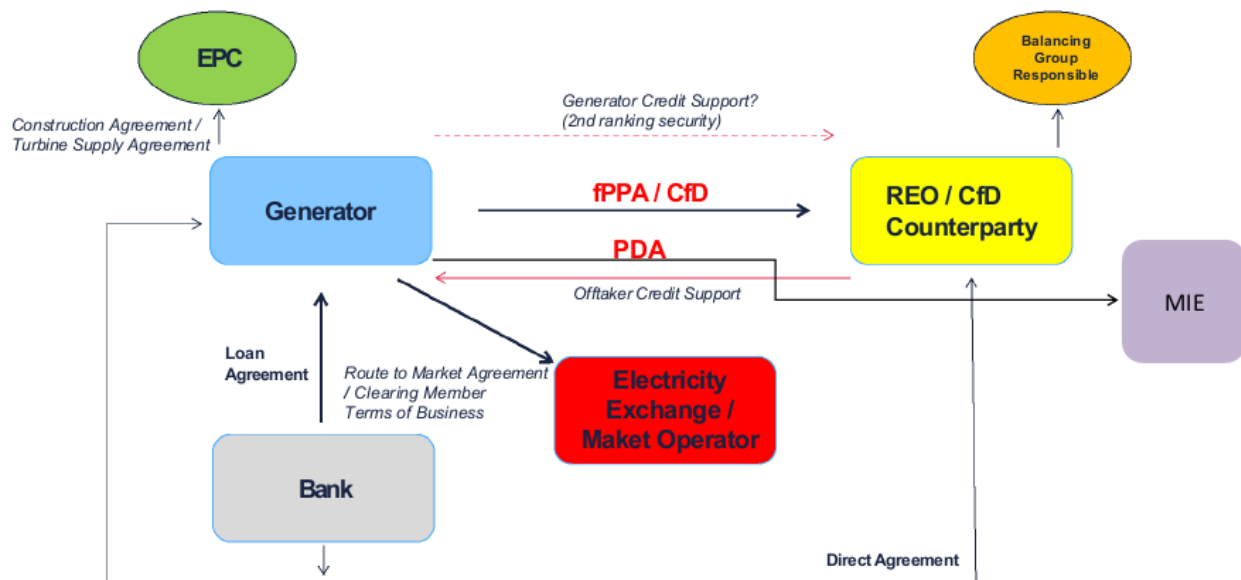 EPC
Balancing
Group
Responsible
Generator Credit Support?
(2nd ranking security)
Construction Agreement /
Turbine Supply Agreement
Generator
fPPA / CfD
REO / CfD
Counterparty
PDA
Offtaker Credit Support
MIE
Loan
Agreement
Route to Market Agreement
/ Clearing Member
Terms of Business
Electricity
Exchange /
Maket Operator
Bank
Direct Agreement